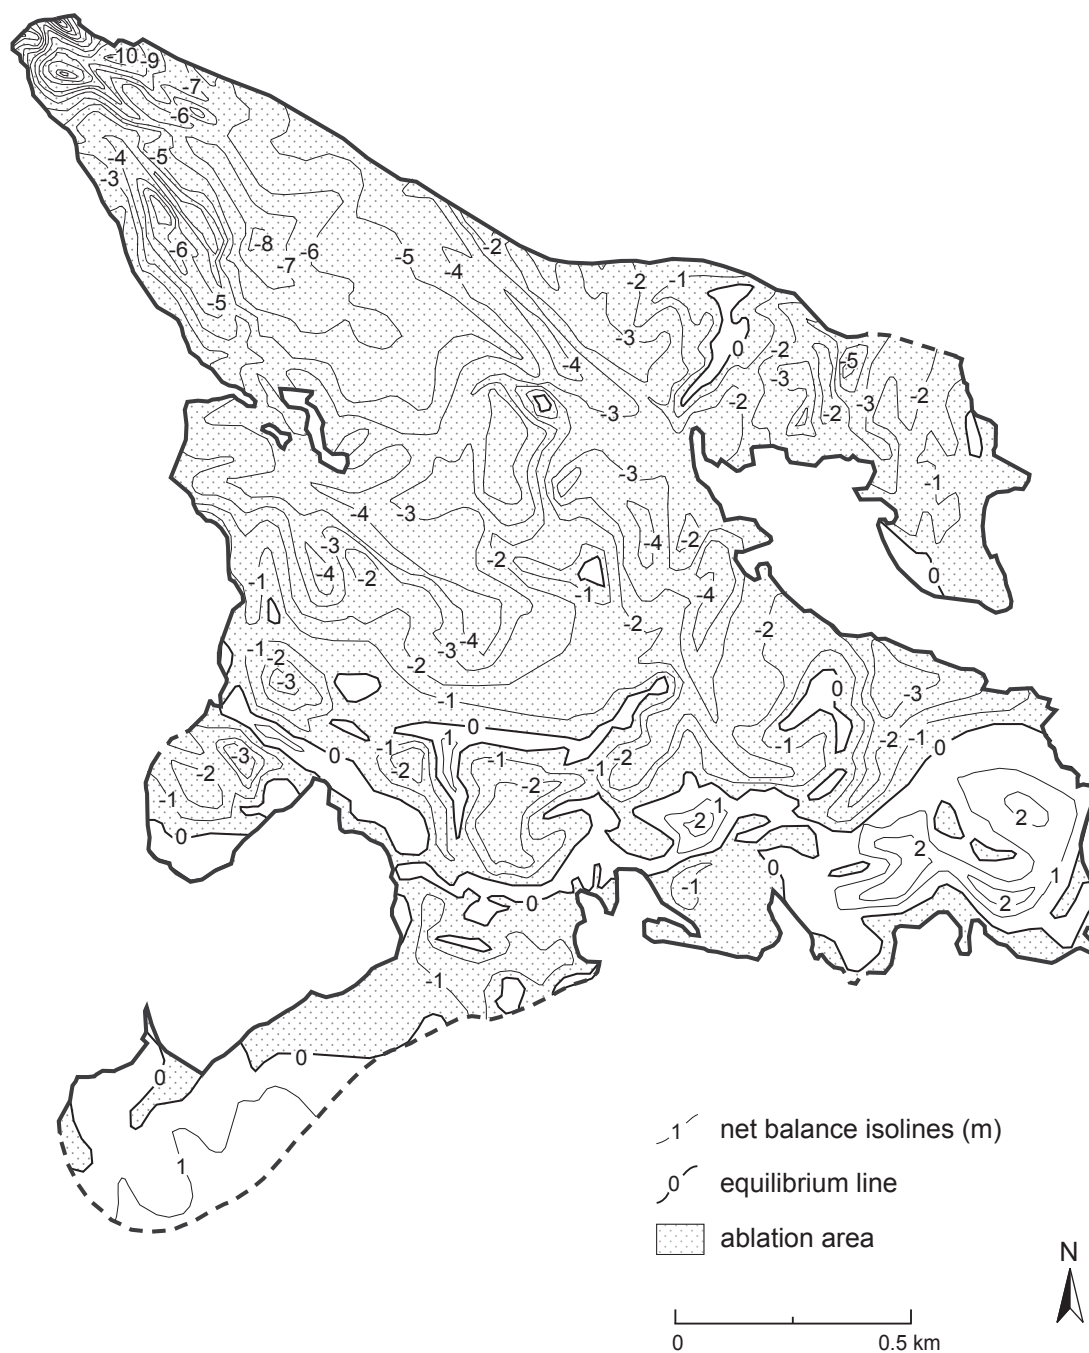 -10 -9
-7
-6
-4 -5
-3
-8 -6 -5 -2
-6 -7 -4 -2 -1
-5
-3 0 -2
-4 -3 -5
-3 -2 -2 -3 -2
-3 -1
-4 -3
-3 -2 -4 -2
-1 -4 -2 -1 -4 0
-2 -2
-1 -2 -3 -4
-3 -2 0 -3
-1
0
0 -1 1 -1 -1 -2 -1 0
-3 -2 -2 -1 -2
-2
-1 2 1 2
0 2
0 -1 1
0 2
-1
0
0
1
1 net balance isolines (m)
0 equilibrium line
ablation area
N
0 0.5 km